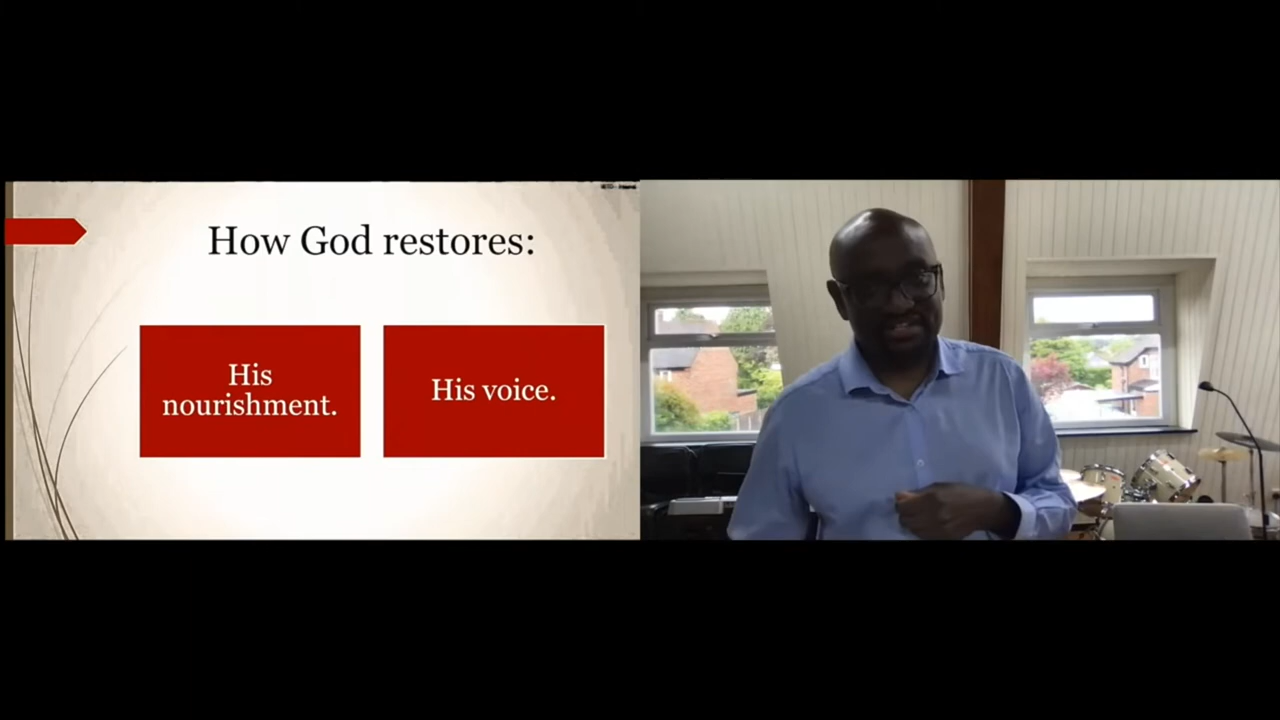 How God restores:
His
nourishment.
His voice.